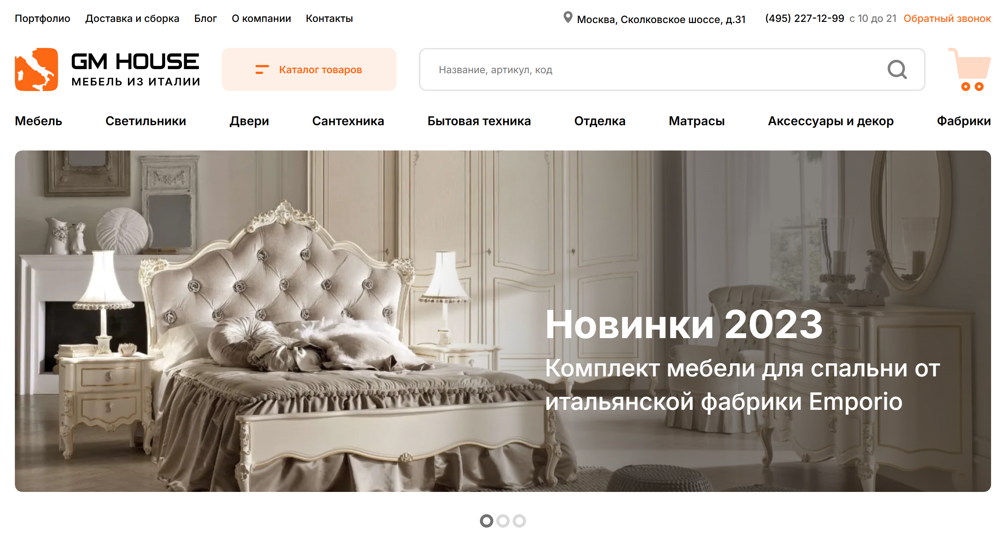 Портфолио Доставка и сборка Блог О компании Контакты Москва, Сколковское шоссе, д.31 (495) 227-12-99 с 10 до 21 Обратный звонок
GM HOUSE
МЕБЕЛЬ ИЗ ИТАЛИИ
Каталог товаров
Название, артикул, код
Мебель Светильники Двери Сантехника Бытовая техника Отделка Матрасы Аксессуары и декор Фабрики
Новинки 2023
Комплект мебели для спальни от
итальянской фабрики Emporio